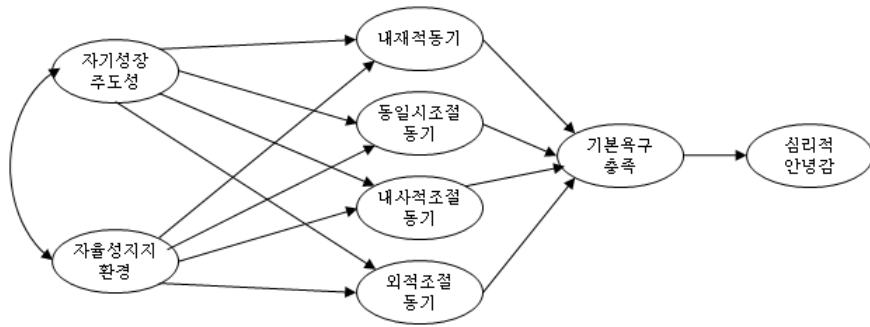 자기성장
주도성
내재적동기
동일시조절
동기
내사적조절
동기
외적조절
동기
자율성지지
환경
기본욕구
충족
심리적
안녕감